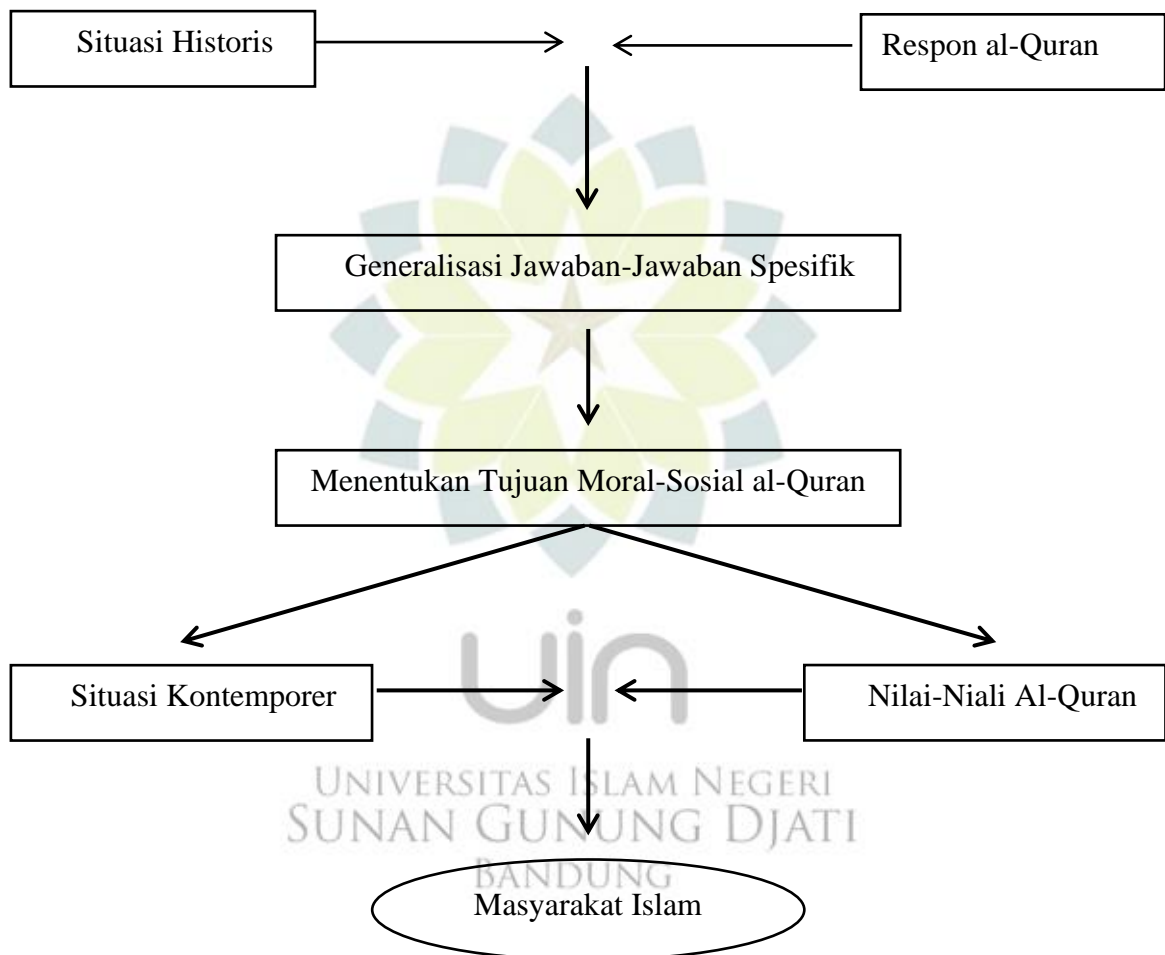 Situasi Historis
Respon al-Quran
Generalisasi Jawaban-Jawaban Spesifik
Menentukan Tujuan Moral-Sosial al-Quran
uin
Situasi Kontemporer
Nilai-Niali Al-Quran
UNIVERSITAS ISLAM NEGERI
SUNAN GUNUNG DJATI
BANDUNG
Masyarakat Islam